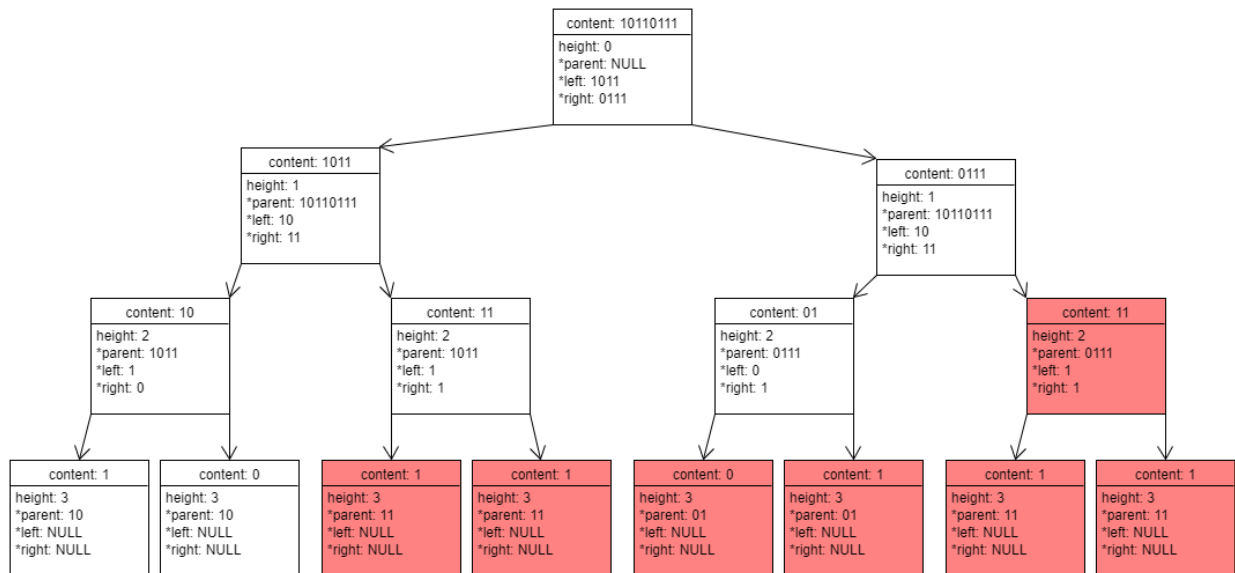 content: 10110111
height: 0
*parent: NULL
*left: 1011
*right: 0111
content: 1011
height: 1
*parent: 10110111
*left: 10
*right: 11
content: 0111
height: 1
*parent: 10110111
*left: 10
*right: 11
content: 10
height: 2
*parent: 1011
*left: 1
*right: 0
content: 11
height: 2
*parent: 1011
*left: 1
*right: 1
content: 01
height: 2
*parent: 0111
*left: 0
*right: 1
content: 11
height: 2
*parent: 0111
*left: 1
*right: 1
content: 1
height: 3
*parent: 10
*left: NULL
*right: NULL
content: 0
height: 3
*parent: 10
*left: NULL
*right: NULL
content: 1
height: 3
*parent: 11
*left: NULL
*right: NULL
content: 1
height: 3
*parent: 11
*left: NULL
*right: NULL
content: 0
height: 3
*parent: 01
*left: NULL
*right: NULL
content: 1
height: 3
*parent: 01
*left: NULL
*right: NULL
content: 1
height: 3
*parent: 11
*left: NULL
*right: NULL
content: 1
height: 3
*parent: 11
*left: NULL
*right: NULL